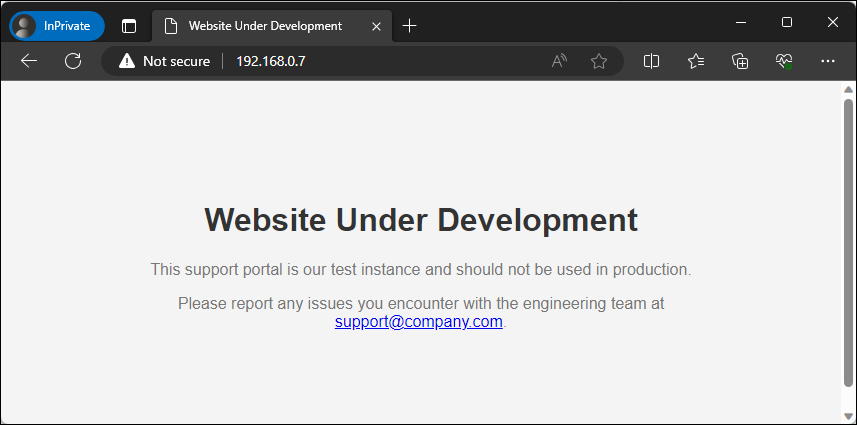 InPrivate
Website Under Development
Not secure
192.168.0.7
Website Under Development
This support portal is our test instance and should not be used in production.
Please report any issues you encounter with the engineering team at
support@company.com.